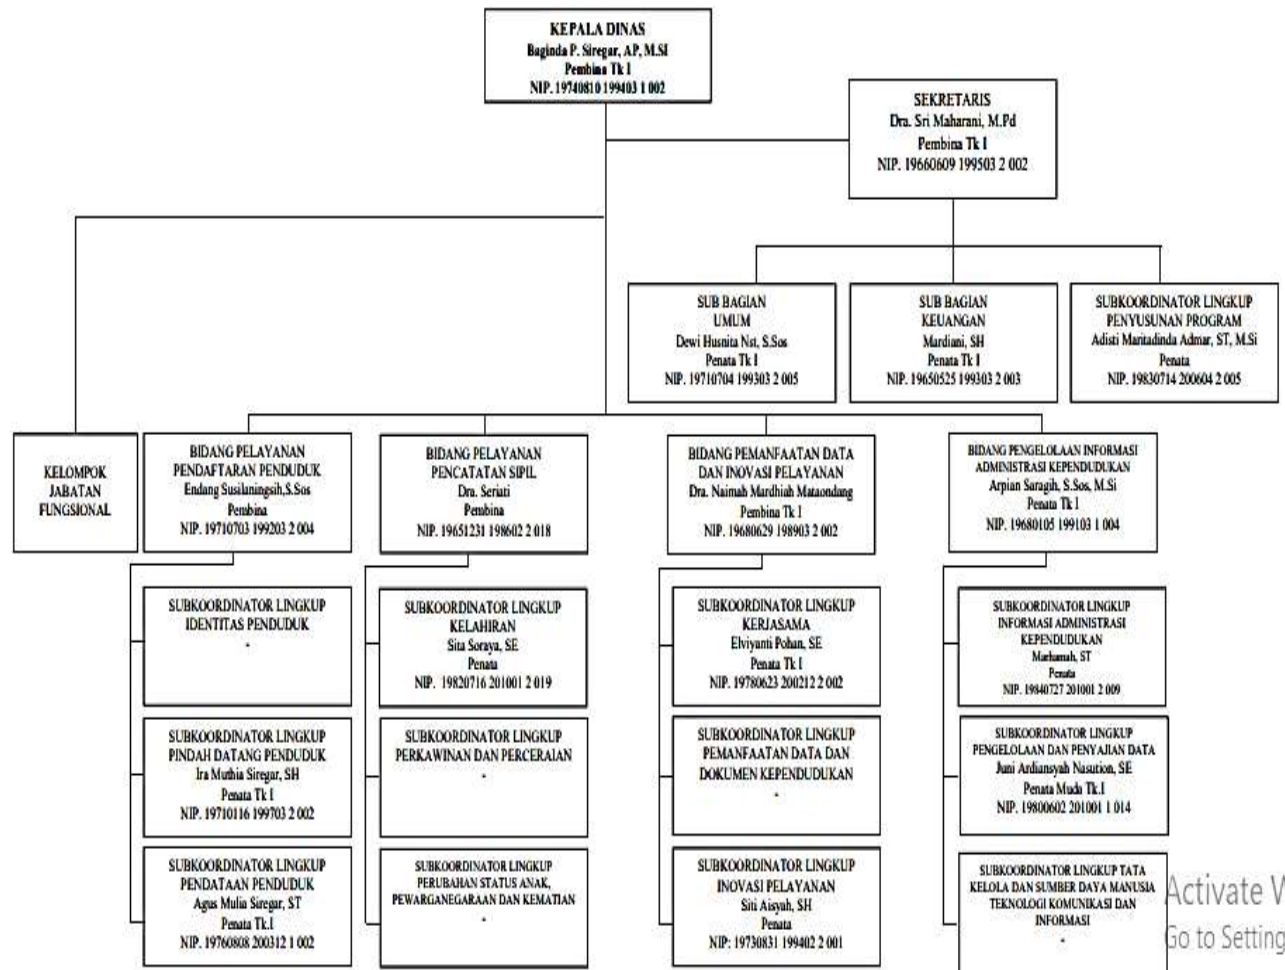 KEPALA DINAS
Baginda P. Siregar, AP, M.SI
Pembina Tk I
NIP. 19740810 199403 1 002
SEKRETARIS
Dra. Sri Maharani, M.Pd
Pembina Tk I
NIP. 19660609 199503 2 002
SUB BAGIAN
UMUM
Dewi Husnita Nst, S.Sos
Penata Tk I
NIP. 19710704 199303 2 005
SUB BAGIAN
KEUANGAN
Mardiani, SH
Penata Tk I
NIP. 19650525 199303 2 003
SUBKOORDINATOR LINGKUP
PENYUSUNAN PROGRAM
Adisti Maritadinda Admar, ST, M.Si
Penata
NIP. 19830714 200604 2 005
KELOMPOK
JABATAN
FUNGSIONAL
BIDANG PELAYANAN
PENDAFTARAN PENDUDUK
Endang Susilaningsih,S.Sos
Pembina
NIP. 19710703 199203 2 004
BIDANG PELAYANAN
PENCATATAN SIPIL
Dra. Seriati
Pembina
NIP. 19651231 198602 2 018
BIDANG PEMANFAATAN DATA
DAN INOVASI PELAYANAN
Dra. Naimah Mardhiah Mataondang
Pembina Tk I
NIP. 19680629 198903 2 002
BIDANG PENGELOLAAN INFORMASI
ADMINISTRASI KEPENDUDUKAN
Arpian Saragih, S.Sos, M.Si
Penata Tk I
NIP. 19680105 199103 1 004
SUBKOORDINATOR LINGKUP
IDENTITAS PENDUDUK
-
SUBKOORDINATOR LINGKUP
KELAHIRAN
Sita Soraya, SE
Penata
NIP. 19820716 201001 2 019
SUBKOORDINATOR LINGKUP
KERJASAMA
Elviyanti Pohan, SE
Penata Tk I
NIP. 19780623 200212 2 002
SUBKOORDINATOR LINGKUP
INFORMASI ADMINISTRASI
KEPENDUDUKAN
Marhamah, ST
Penata
NIP. 19840727 201001 2 009
SUBKOORDINATOR LINGKUP
PINDAH DATANG PENDUDUK
Ira Muthia Siregar, SH
Penata Tk I
NIP. 19710116 199703 2 002
SUBKOORDINATOR LINGKUP
PERKAWINAN DAN PERCERAIAN
-
SUBKOORDINATOR LINGKUP
PEMANFAATAN DATA DAN
DOKUMEN KEPENDUDUKAN
-
SUBKOORDINATOR LINGKUP
PENGELOLAAN DAN PENYAJIAN DATA
Juni Ardiansyah Nasution, SE
Penata Muda Tk.I
NIP. 19800602 201001 1 014
SUBKOORDINATOR LINGKUP
PENDATAAN PENDUDUK
Agus Mulia Siregar, ST
Penata Tk.I
NIP. 19760808 200312 1 002
SUBKOORDINATOR LINGKUP
PERUBAHAN STATUS ANAK,
PEWARGANEGARAAN DAN KEMATIAN
-
SUBKOORDINATOR LINGKUP
INOVASI PELAYANAN
Siti Aisyah, SH
Penata
NIP: 19730831 199402 2 001
SUBKOORDINATOR LINGKUP TATA
KELOLA DAN SUMBER DAYA MANUSIA
TEKNOLOGI KOMUNIKASI DAN
INFORMASI
-
Activate W
Go to Setting